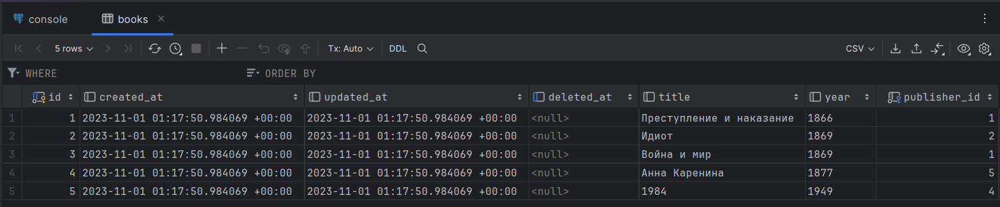 console books
5 rows Tx: Auto DDL CSV
WHERE ORDER BY
id created_at updated_at deleted_at title year publisher_id
1 1 2023-11-01 01:17:50.984069 +00:00 2023-11-01 01:17:50.984069 +00:00 <null> Преступление и наказание 1866 1
2 2 2023-11-01 01:17:50.984069 +00:00 2023-11-01 01:17:50.984069 +00:00 <null> Идиот 1869 2
3 3 2023-11-01 01:17:50.984069 +00:00 2023-11-01 01:17:50.984069 +00:00 <null> Война и мир 1869 1
4 4 2023-11-01 01:17:50.984069 +00:00 2023-11-01 01:17:50.984069 +00:00 <null> Анна Каренина 1877 5
5 5 2023-11-01 01:17:50.984069 +00:00 2023-11-01 01:17:50.984069 +00:00 <null> 1984 1949 4